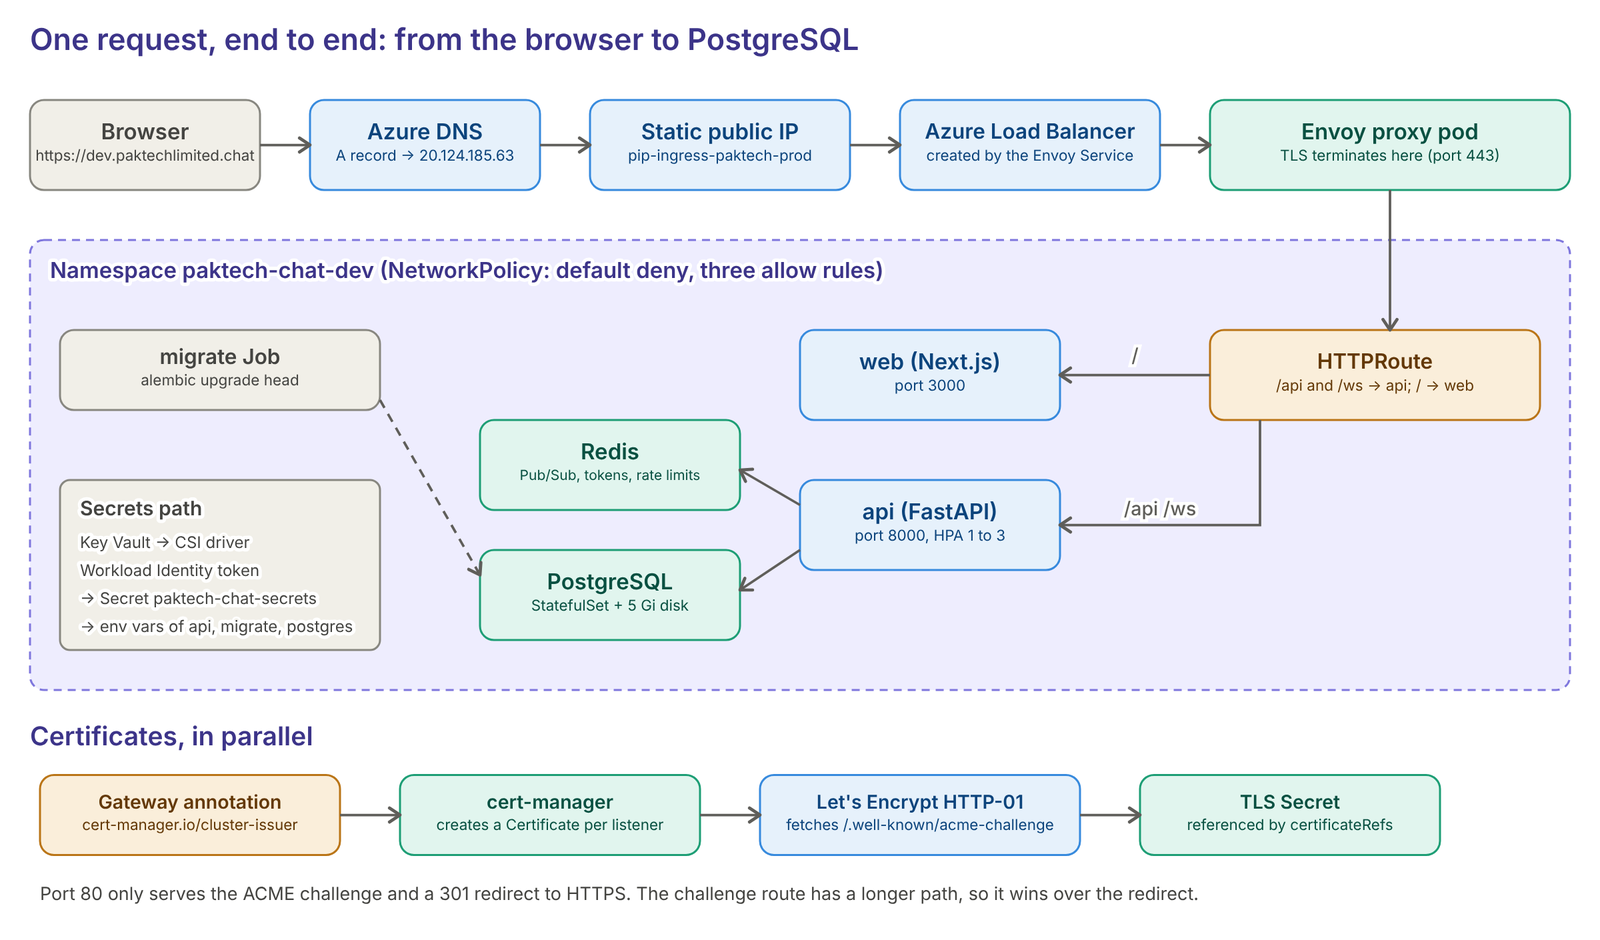 One request, end to end: from the browser to PostgreSQL
Browser
https://dev.paktechlimited.chat
Azure DNS
A record → 20.124.185.63
Static public IP
pip-ingress-paktech-prod
Azure Load Balancer
created by the Envoy Service
Envoy proxy pod
TLS terminates here (port 443)
Namespace paktech-chat-dev (NetworkPolicy: default deny, three allow rules)
migrate Job
alembic upgrade head
web (Next.js)
port 3000
/
HTTPRoute
/api and /ws → api; / → web
Redis
Pub/Sub, tokens, rate limits
api (FastAPI)
port 8000, HPA 1 to 3
/api /ws
PostgreSQL
StatefulSet + 5 Gi disk
Secrets path
Key Vault → CSI driver
Workload Identity token
→ Secret paktech-chat-secrets
→ env vars of api, migrate, postgres
Certificates, in parallel
Gateway annotation
cert-manager.io/cluster-issuer
cert-manager
creates a Certificate per listener
Let's Encrypt HTTP-01
fetches /.well-known/acme-challenge
TLS Secret
referenced by certificateRefs
Port 80 only serves the ACME challenge and a 301 redirect to HTTPS. The challenge route has a longer path, so it wins over the redirect.